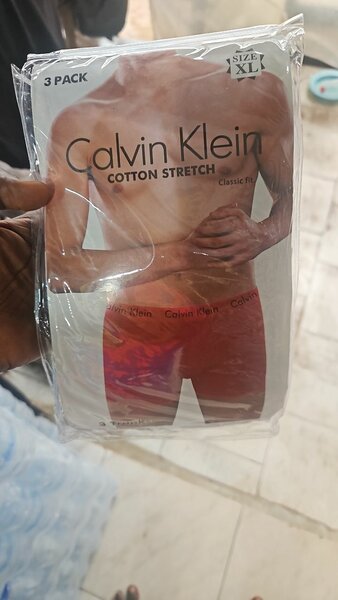 3 PACK
SIZE
XL
Calvin Klein
COTTON STRETCH
Classic Fit
Calvin Klein Calvin Klein Calvin